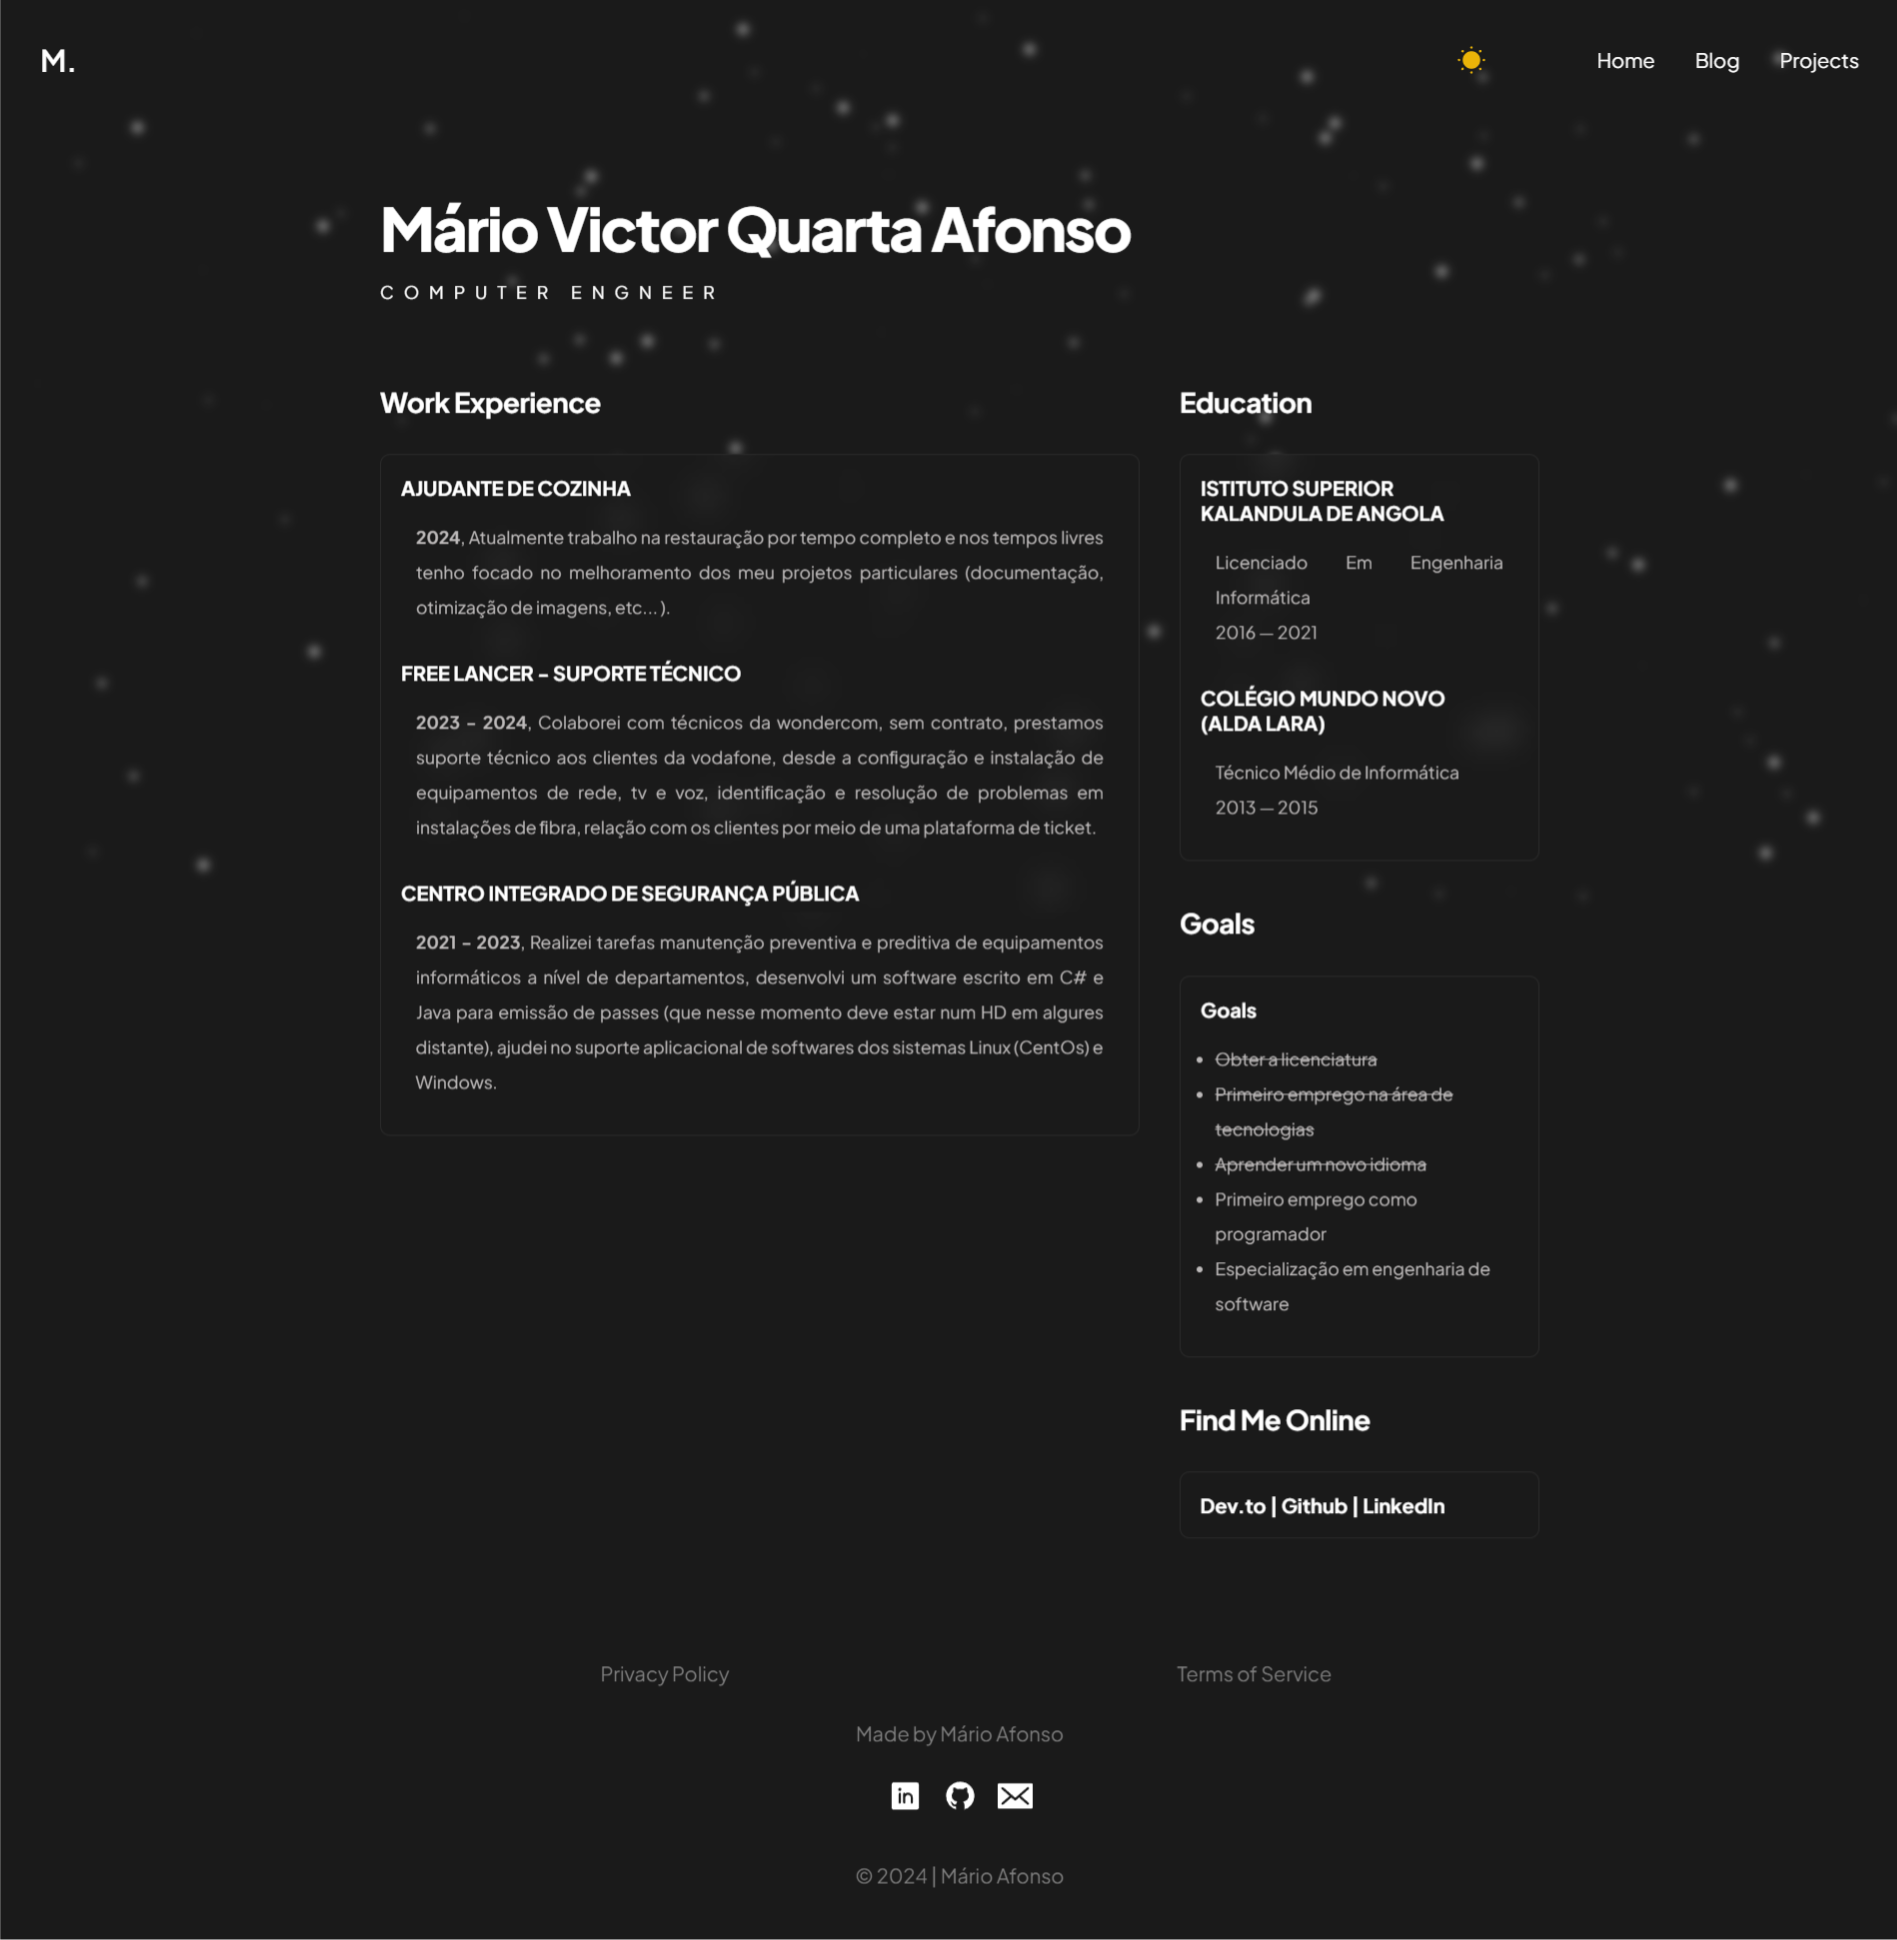 M.
Home Blog Projects
Mário Victor Quarta Afonso
COMPUTER ENGNEER
Work Experience
AJUDANTE DE COZINHA
2024, Atualmente trabalho na restauração por tempo completo e nos tempos livres
tenho focado no melhoramento dos meu projetos particulares (documentação,
otimização de imagens, etc... ).
FREE LANCER - SUPORTE TÉCNICO
2023 - 2024, Colaborei com técnicos da wondercom, sem contrato, prestamos
suporte técnico aos clientes da vodafone, desde a configuração e instalação de
equipamentos de rede, tv e voz, identificação e resolução de problemas em
instalações de fibra, relação com os clientes por meio de uma plataforma de ticket.
CENTRO INTEGRADO DE SEGURANÇA PÚBLICA
2021 - 2023, Realizei tarefas manutenção preventiva e preditiva de equipamentos
informáticos a nível de departamentos, desenvolvi um software escrito em C# e
Java para emissão de passes (que nesse momento deve estar num HD em algures
distante), ajudei no suporte aplicacional de softwares dos sistemas Linux (CentOs) e
Windows.
Education
ISTITUTO SUPERIOR
KALANDULA DE ANGOLA
Licenciado Em Engenharia
Informática
2016 — 2021
COLÉGIO MUNDO NOVO
(ALDA LARA)
Técnico Médio de Informática
2013 — 2015
Goals
Goals
• Obter a licenciatura
• Primeiro emprego na área de
tecnologias
• Aprender um novo idioma
• Primeiro emprego como
programador
• Especialização em engenharia de
software
Find Me Online
Dev.to | Github | LinkedIn
Privacy Policy
Terms of Service
Made by Mário Afonso
in
© 2024 | Mário Afonso